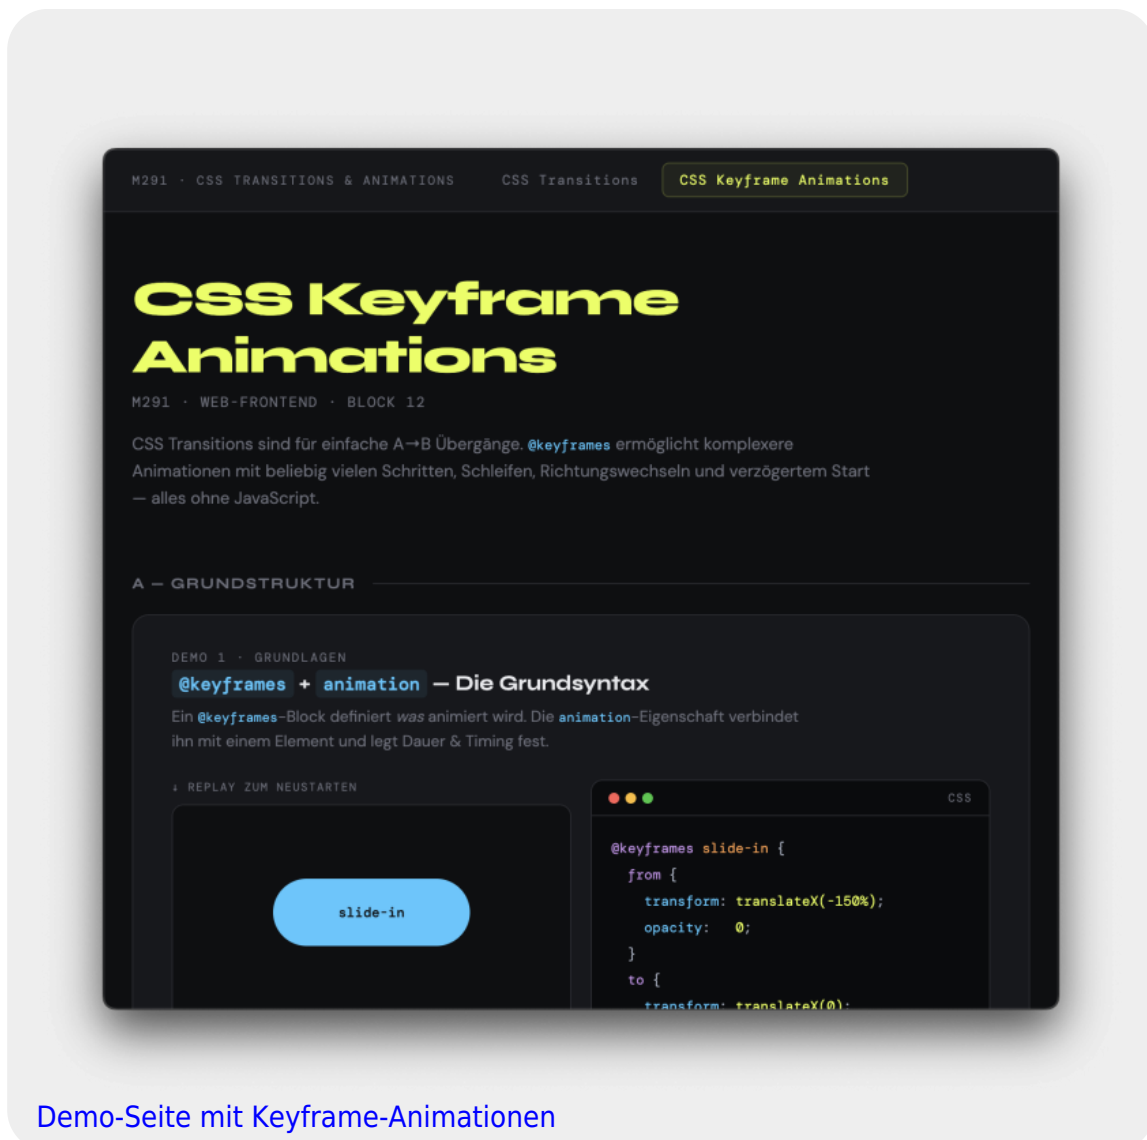 M291 · CSS TRANSITIONS & ANIMATIONS CSS Transitions CSS Keyframe Animations
CSS Keyframe
Animations
M291 · WEB-FRONTEND · BLOCK 12
CSS Transitions sind für einfache A→B Übergänge. @keyframes ermöglicht komplexere
Animationen mit beliebig vielen Schritten, Schleifen, Richtungswechseln und verzögertem Start
— alles ohne JavaScript.
A — GRUNDSTRUKTUR
DEMO 1 · GRUNDLAGEN
@keyframes + animation — Die Grundsyntax
Ein @keyframes-Block definiert was animiert wird. Die animation-Eigenschaft verbindet
ihn mit einem Element und legt Dauer & Timing fest.
↓ REPLAY ZUM NEUSTARTEN
slide-in
CSS
@keyframes slide-in {
from {
transform: translateX(-150%);
opacity: 0;
}
to {
transform: translateX(0);
Demo-Seite mit Keyframe-Animationen